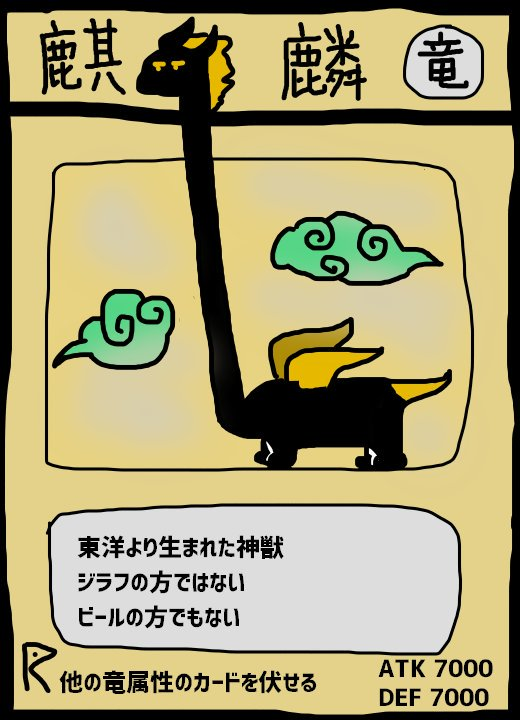 麒麟 竜
東洋より生まれた神獣
ジラフの方ではない
ビールの方でもない
R 他の竜属性のカードを伏せる
ATK 7000
DEF 7000